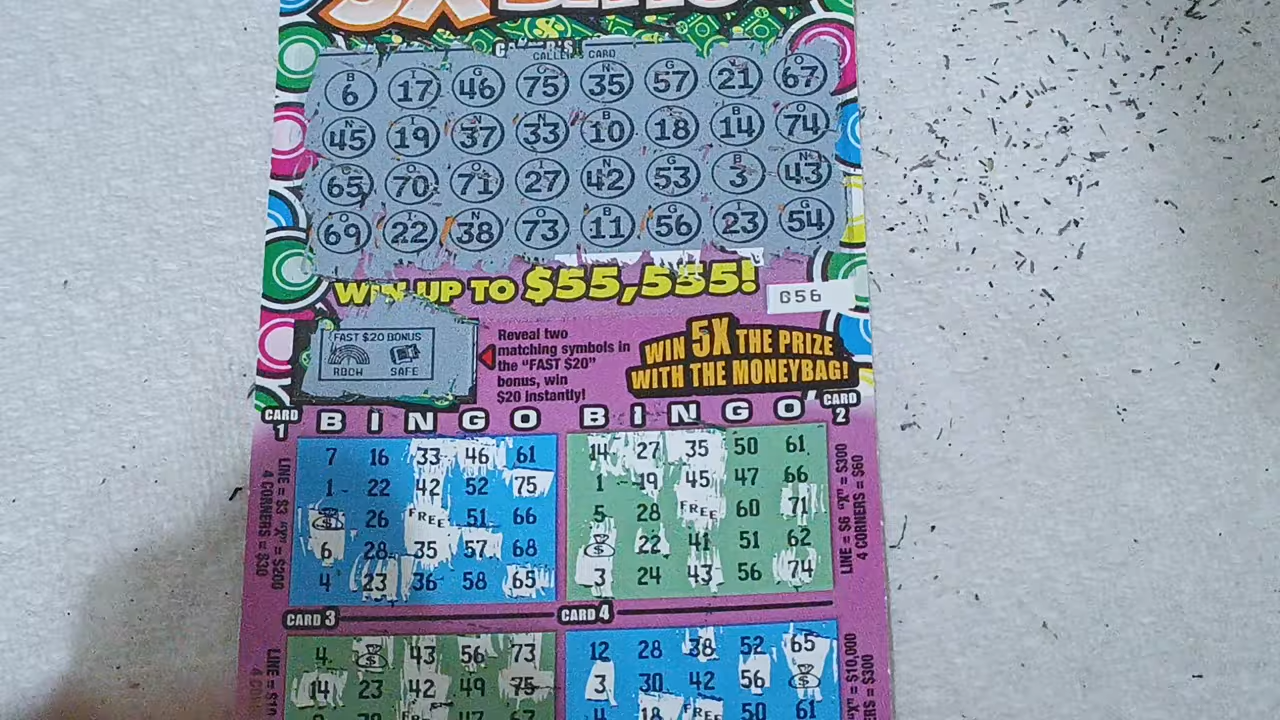 CALLER'S CARD
B I G O N G I O
6 17 46 75 35 57 21 67
45 19 37 33 10 18 14 74
65 70 71 27 42 53 3 43
69 22 38 73 11 56 23 54
WIN UP TO $55,555!
G56
FAST $20 BONUS
RBOW SAFE
Reveal two
matching symbols in
the "FAST $20"
bonus, win
$20 instantly!
WIN 5X THE PRIZE
WITH THE MONEYBAG!
CARD 1
B I N G O
LINE = $3 "X" = $200
4 CORNERS = $30
7 16 33 46 61
1 22 42 52 75
$ 26 FREE 51 66
6 28 35 57 68
4 23 36 58 65
CARD 2
B I N G O
LINE = $6 "X" = $300
4 CORNERS = $60
14 27 35 50 61
1 19 45 47 66
5 28 FREE 60 71
$ 22 41 51 62
3 24 43 56 74
CARD 3
4 $ 43 56 73
14 23 42 49 75
CARD 4
12 28 38 52 65
3 30 42 56 $
4 18 FREE 50 61
"X" = $10,000
= $300